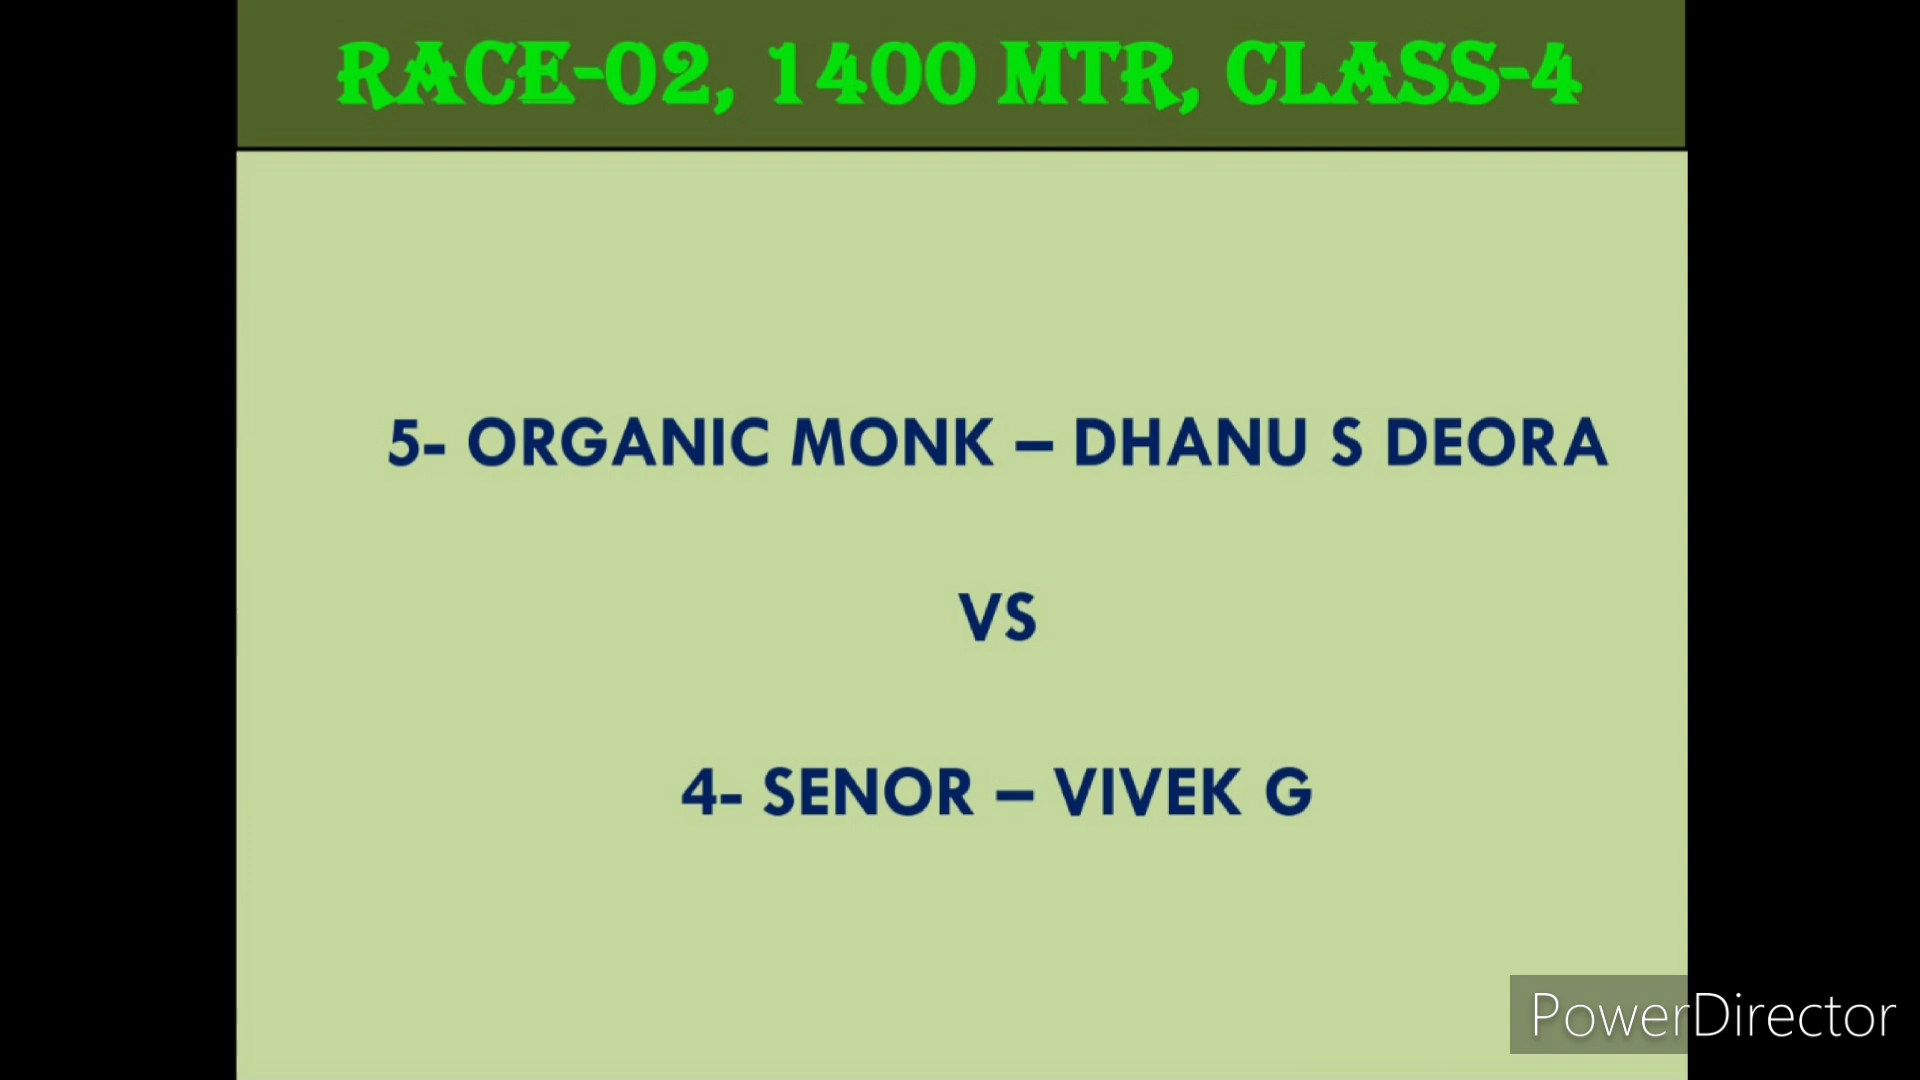 RACE-02, 1400 MTR, CLASS-4
5- ORGANIC MONK – DHANU S DEORA
VS
4- SENOR – VIVEK G
PowerDirector